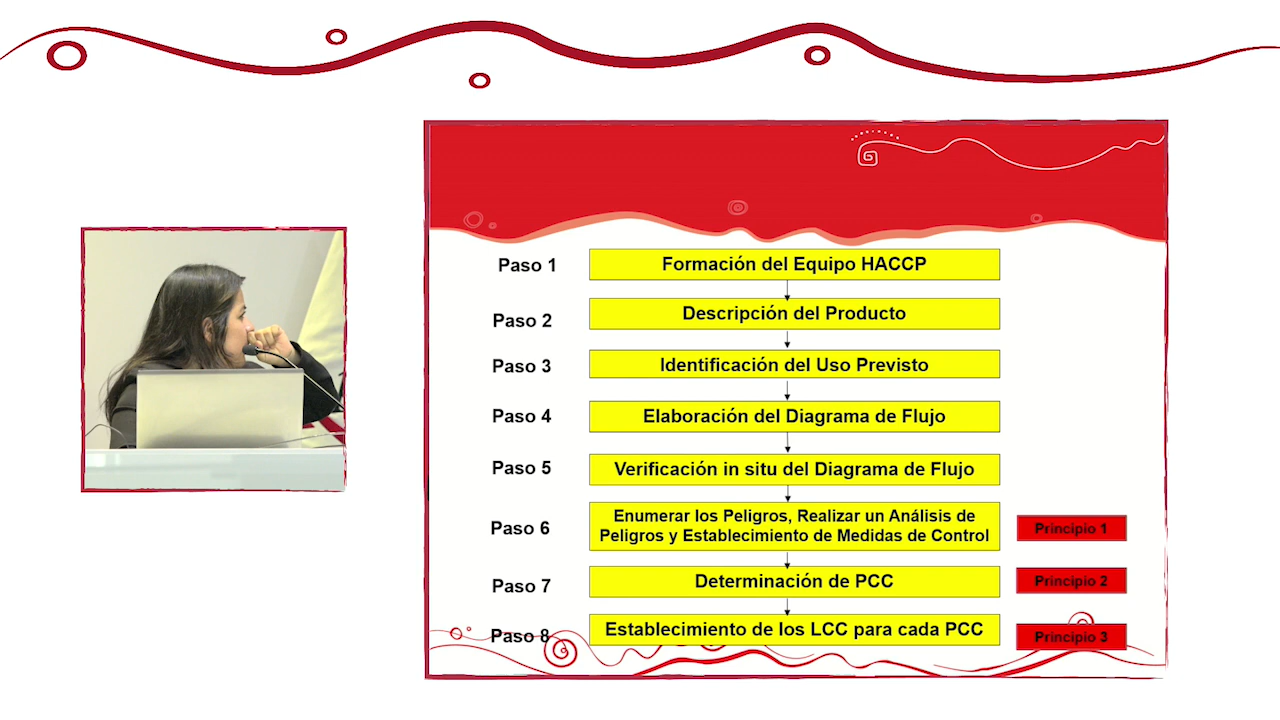 Paso 1
Formación del Equipo HACCP
Paso 2
Descripción del Producto
Paso 3
Identificación del Uso Previsto
Paso 4
Elaboración del Diagrama de Flujo
Paso 5
Verificación in situ del Diagrama de Flujo
Paso 6
Enumerar los Peligros, Realizar un Análisis de
Peligros y Establecimiento de Medidas de Control
Principio 1
Paso 7
Determinación de PCC
Principio 2
Paso 8
Establecimiento de los LCC para cada PCC
Principio 3